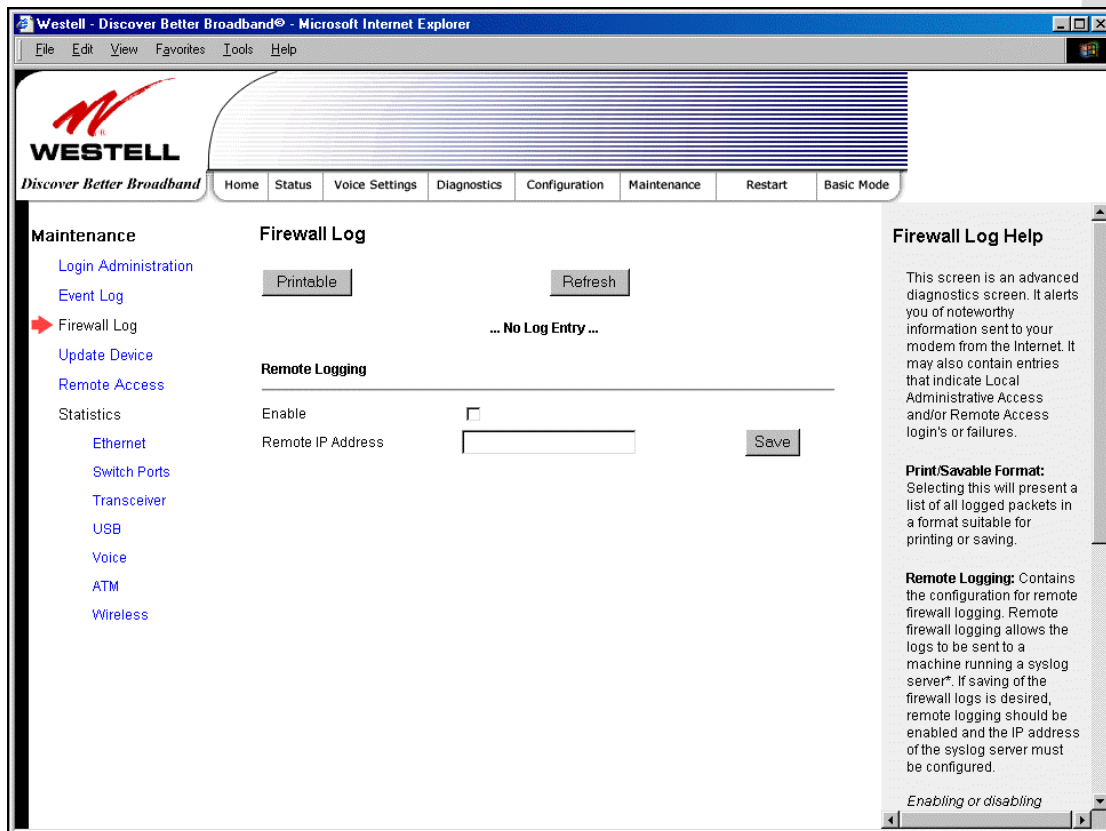 Westell - Discover Better Broadband® - Microsoft Internet Explorer
File Edit View Favorites Tools Help
WESTELL
Discover Better Broadband
Home Status Voice Settings Diagnostics Configuration Maintenance Restart Basic Mode
Maintenance
Login Administration
Event Log
Firewall Log
Update Device
Remote Access
Statistics
Ethernet
Switch Ports
Transceiver
USB
Voice
ATM
Wireless
Firewall Log
Printable Refresh
... No Log Entry ...
Remote Logging
Enable
Remote IP Address Save
Firewall Log Help
This screen is an advanced
diagnostics screen. It alerts
you of noteworthy
information sent to your
modem from the Internet. It
may also contain entries
that indicate Local
Administrative Access
and/or Remote Access
login's or failures.
Print/Savable Format:
Selecting this will present a
list of all logged packets in
a format suitable for
printing or saving.
Remote Logging: Contains
the configuration for remote
firewall logging. Remote
firewall logging allows the
logs to be sent to a
machine running a syslog
server*. If saving of the
firewall logs is desired,
remote logging should be
enabled and the IP address
of the syslog server must
be configured.
Enabling or disabling